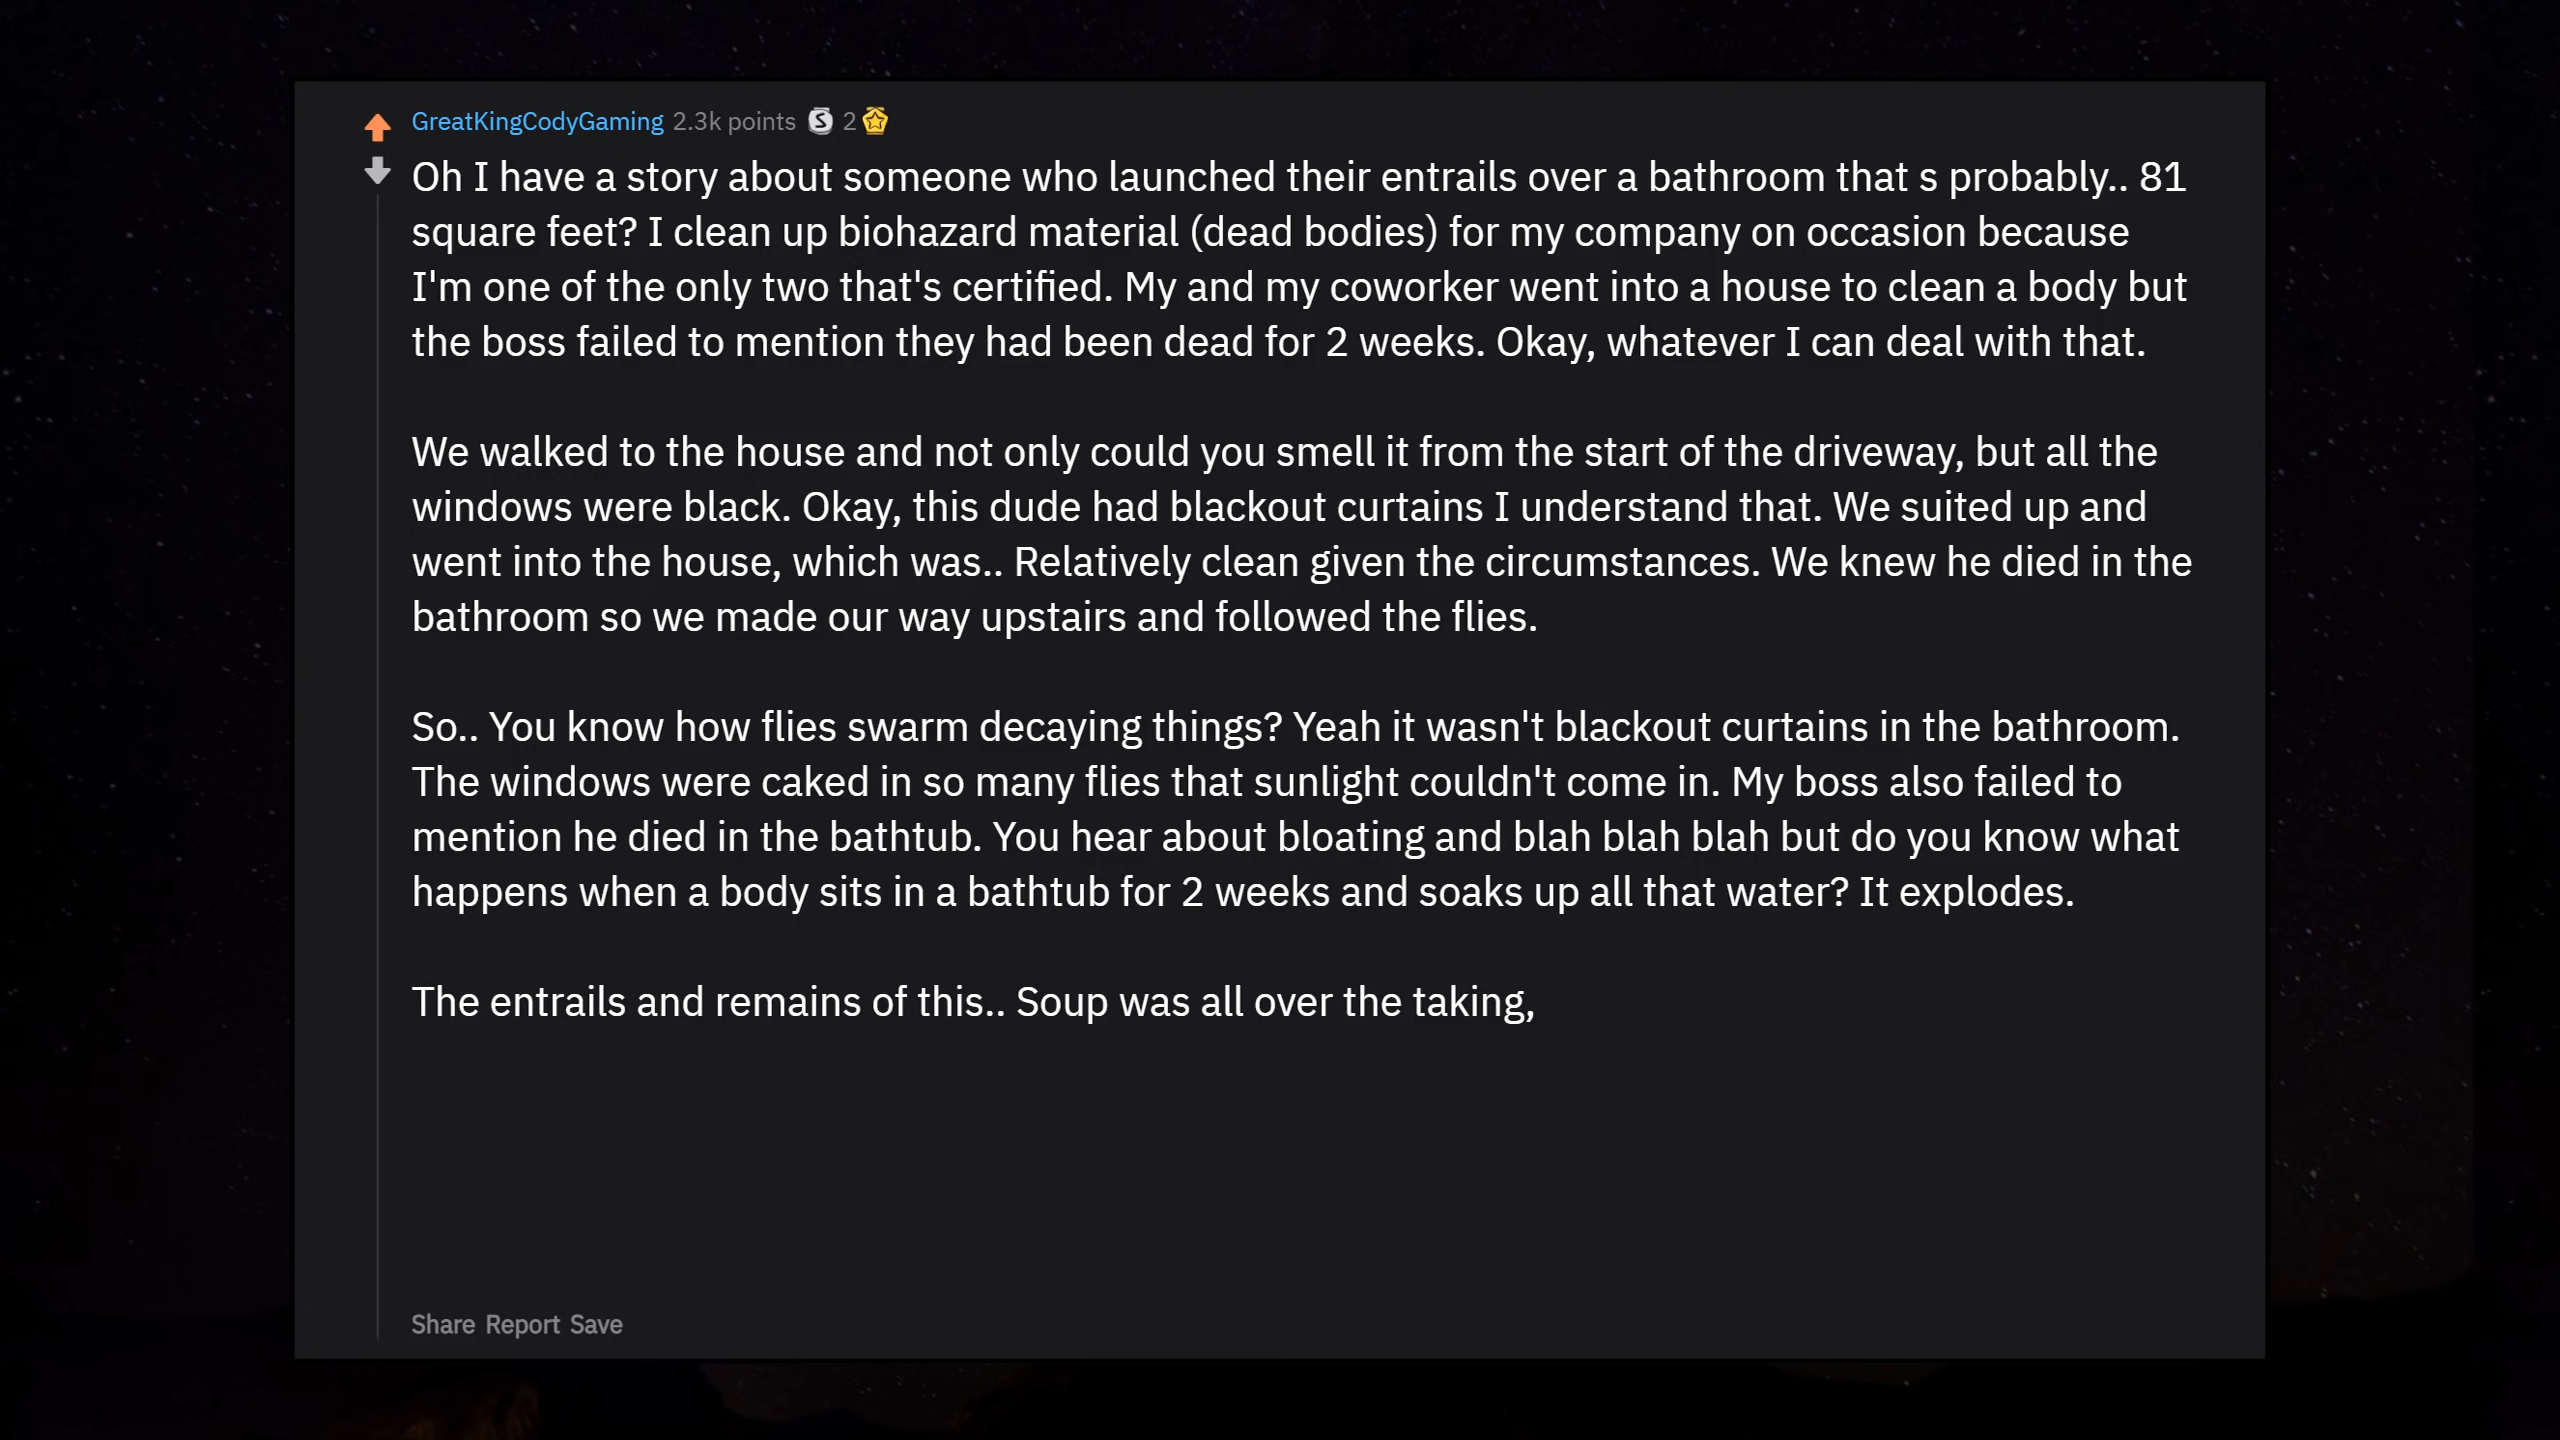 GreatKingCodyGaming 2.3k points S 2
Oh I have a story about someone who launched their entrails over a bathroom that s probably.. 81
square feet? I clean up biohazard material (dead bodies) for my company on occasion because
I'm one of the only two that's certified. My and my coworker went into a house to clean a body but
the boss failed to mention they had been dead for 2 weeks. Okay, whatever I can deal with that.
We walked to the house and not only could you smell it from the start of the driveway, but all the
windows were black. Okay, this dude had blackout curtains I understand that. We suited up and
went into the house, which was.. Relatively clean given the circumstances. We knew he died in the
bathroom so we made our way upstairs and followed the flies.
So.. You know how flies swarm decaying things? Yeah it wasn't blackout curtains in the bathroom.
The windows were caked in so many flies that sunlight couldn't come in. My boss also failed to
mention he died in the bathtub. You hear about bloating and blah blah blah but do you know what
happens when a body sits in a bathtub for 2 weeks and soaks up all that water? It explodes.
The entrails and remains of this.. Soup was all over the taking,
Share Report Save